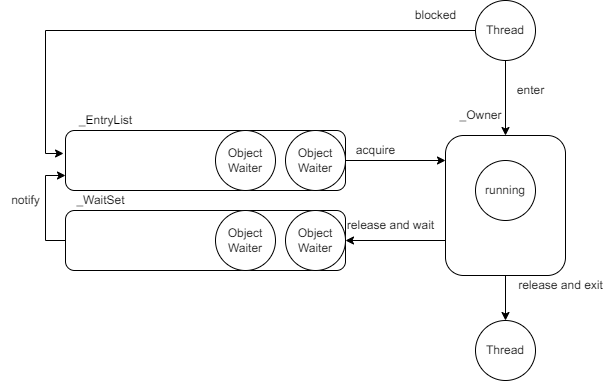 blocked
Thread
enter
_Owner
_EntryList
Object
Waiter
Object
Waiter
acquire
running
notify
_WaitSet
Object
Waiter
Object
Waiter
release and wait
release and exit
Thread